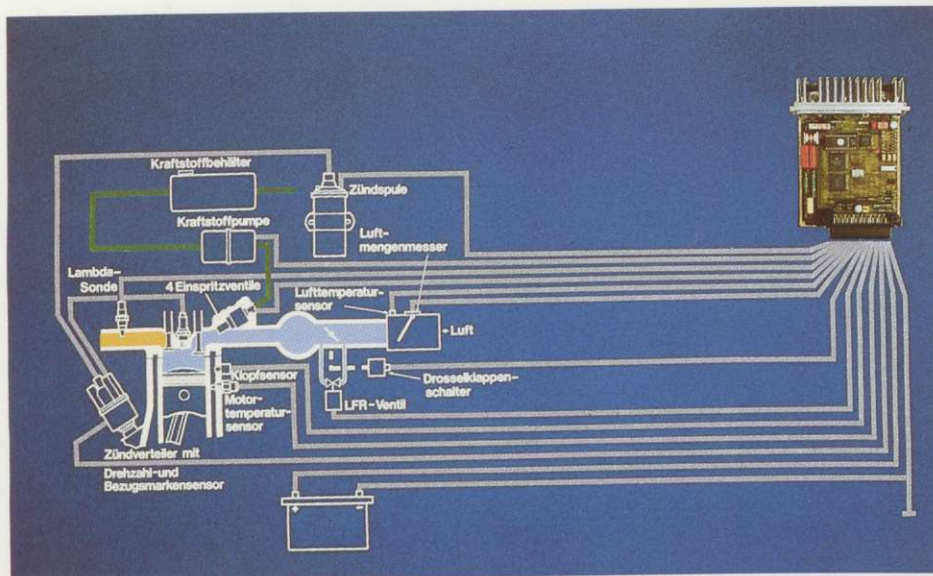 Kraftstoffbehälter
Zündspule
Kraftstoffpumpe
Luft-
mengenmesser
Lambda-
Sonde
4 Einspritzventile
Lufttemperatur-
sensor
Luft
Klopfsensor
Drosselklappen-
schalter
Motor-
temperatur-
sensor
LFR-Ventil
Zündverteiler mit
Drehzahl-und
Bezugsmarkensensor
+ -